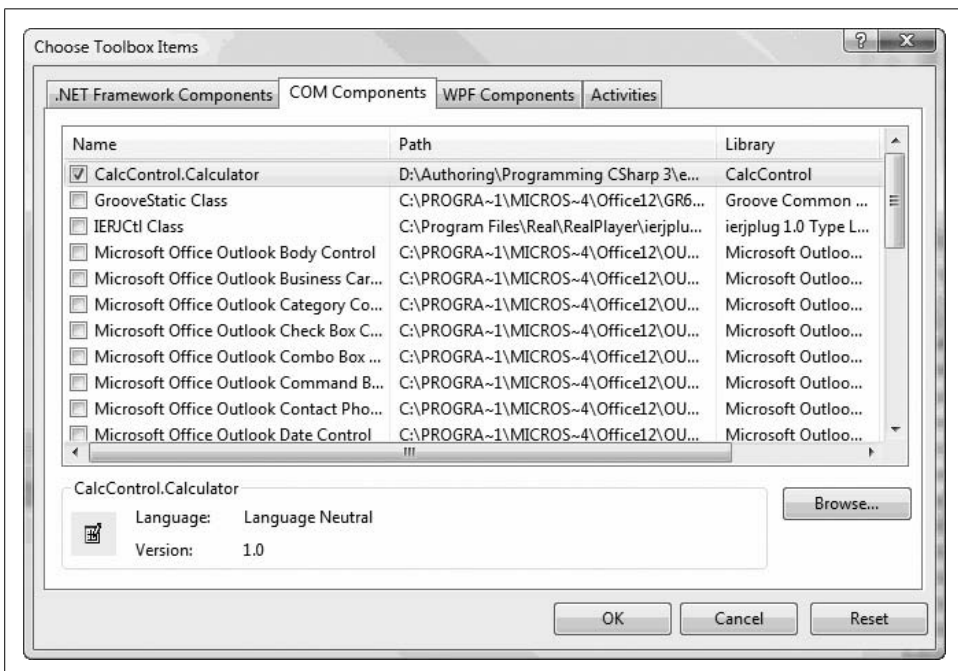 Choose Toolbox Items
.NET Framework Components COM Components WPF Components Activities
Name Path Library
CalcControl.Calculator D:\Authoring\Programming CSharp 3\e... CalcControl
GrooveStatic Class C:\PROGRA~1\MICROS~4\Office12\GR6... Groove Common ...
IERJCtl Class C:\Program Files\Real\RealPlayer\ierjplu... ierjplug 1.0 Type L...
Microsoft Office Outlook Body Control C:\PROGRA~1\MICROS~4\Office12\OU... Microsoft Outloo...
Microsoft Office Outlook Business Car... C:\PROGRA~1\MICROS~4\Office12\OU... Microsoft Outloo...
Microsoft Office Outlook Category Co... C:\PROGRA~1\MICROS~4\Office12\OU... Microsoft Outloo...
Microsoft Office Outlook Check Box C... C:\PROGRA~1\MICROS~4\Office12\OU... Microsoft Outloo...
Microsoft Office Outlook Combo Box ... C:\PROGRA~1\MICROS~4\Office12\OU... Microsoft Outloo...
Microsoft Office Outlook Command B... C:\PROGRA~1\MICROS~4\Office12\OU... Microsoft Outloo...
Microsoft Office Outlook Contact Pho... C:\PROGRA~1\MICROS~4\Office12\OU... Microsoft Outloo...
Microsoft Office Outlook Date Control C:\PROGRA~1\MICROS~4\Office12\OU... Microsoft Outloo...
CalcControl.Calculator
Browse...
Language: Language Neutral
Version: 1.0
OK Cancel Reset